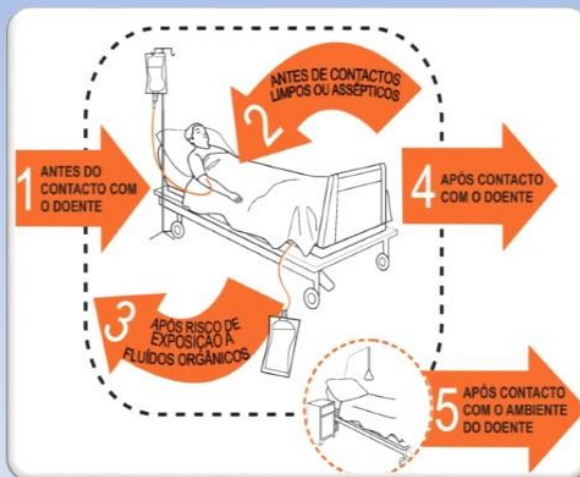 1
ANTES DO
CONTACTO COM
O DOENTE
2
ANTES DE CONTACTOS
LIMPOS OU ASSÉPTICOS
3
APÓS RISCO DE
EXPOSIÇÃO À
FLUÍDOS ORGÂNICOS
4
APÓS CONTACTO
COM O DOENTE
5
APÓS CONTACTO
COM O AMBIENTE
DO DOENTE